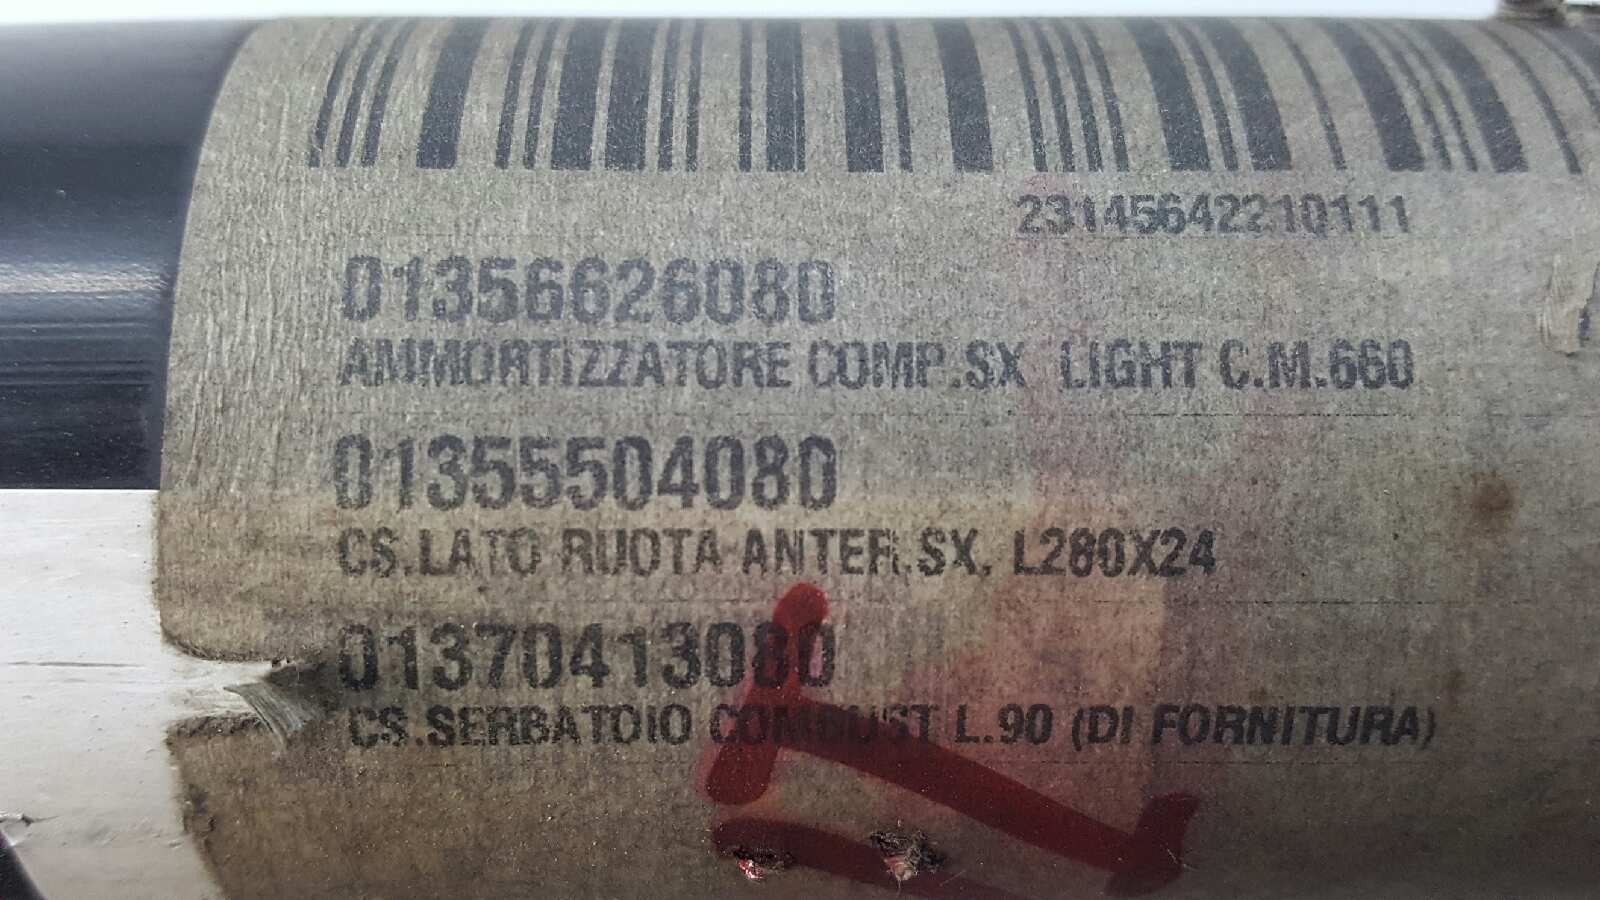 23145642210111
01356626080
AMMORTIZZATORE COMP.SX LIGHT C.M.660
01355504080
CS.LATO RUOTA ANTER.SX. L280X24
01370413080
CS.SERBATOIO COMBUST L.90 (DI FORNITURA)